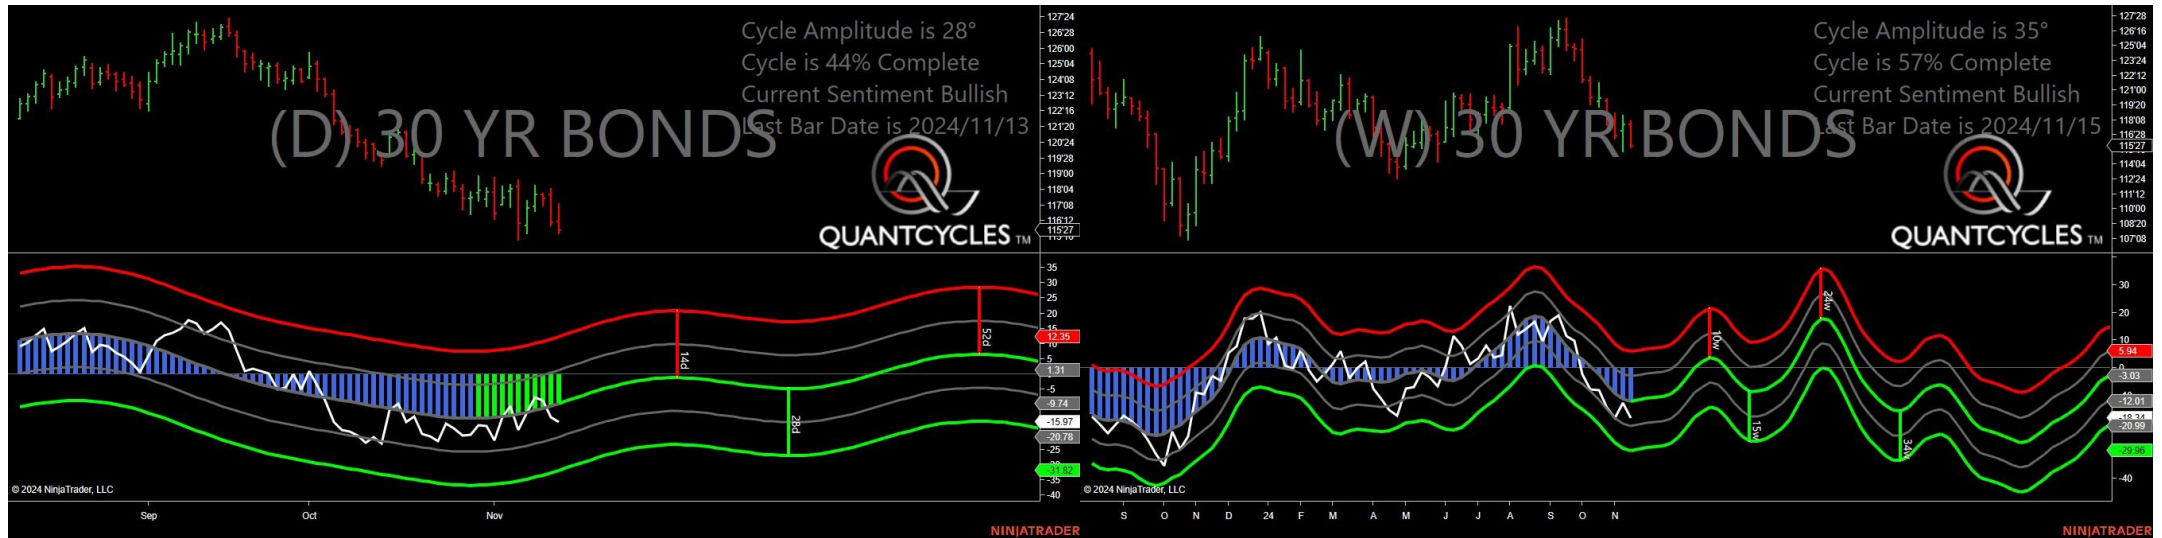 Cycle Amplitude is 28°
Cycle is 44% Complete
Current Sentiment Bullish
Last Bar Date is 2024/11/13
(D) 30 YR BONDS
QUANTCYCLES TM
127'24
126'28
126'00
125'04
124'08
123'12
122'16
121'20
120'24
119'28
119'00
118'04
117'08
116'12
115'27
35
30
25
20
15
12.35
10
5
1.31
-5
-9.74
-15.97
-20.78
-25
-31.82
-35
-40
14d
28d
52d
© 2024 NinjaTrader, LLC
Sep
Oct
Nov
NINJATRADER
Cycle Amplitude is 35°
Cycle is 57% Complete
Current Sentiment Bullish
Last Bar Date is 2024/11/15
(W) 30 YR BONDS
QUANTCYCLES TM
127'28
126'16
125'04
123'24
122'12
121'00
119'20
118'08
116'28
115'27
114'04
112'24
111'12
110'00
108'20
107'08
30
20
10
5.94
0
-3.03
-12.01
-18.34
-20.99
-29.96
-40
10w
15w
24w
34w
© 2024 NinjaTrader, LLC
S
O
N
D
24
F
M
A
M
J
J
A
S
O
N
NINJATRADER